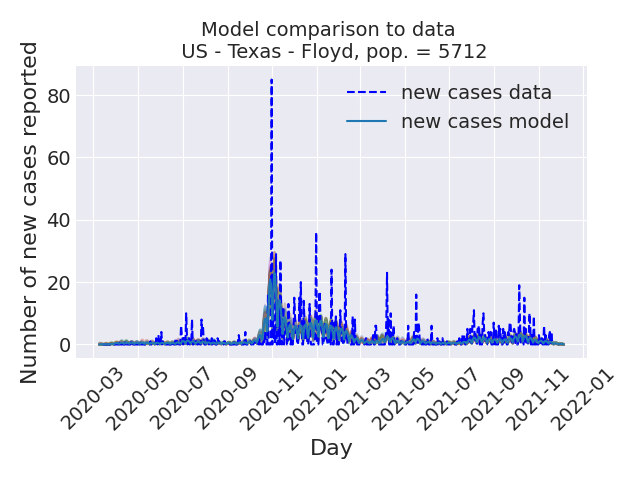 Model comparison to data
US - Texas - Floyd, pop. = 5712
Number of new cases reported
80
60
40
20
0
new cases data
new cases model
2020-03
2020-05
2020-07
2020-09
2020-11
2021-01
2021-03
2021-05
2021-07
2021-09
2021-11
2022-01
Day